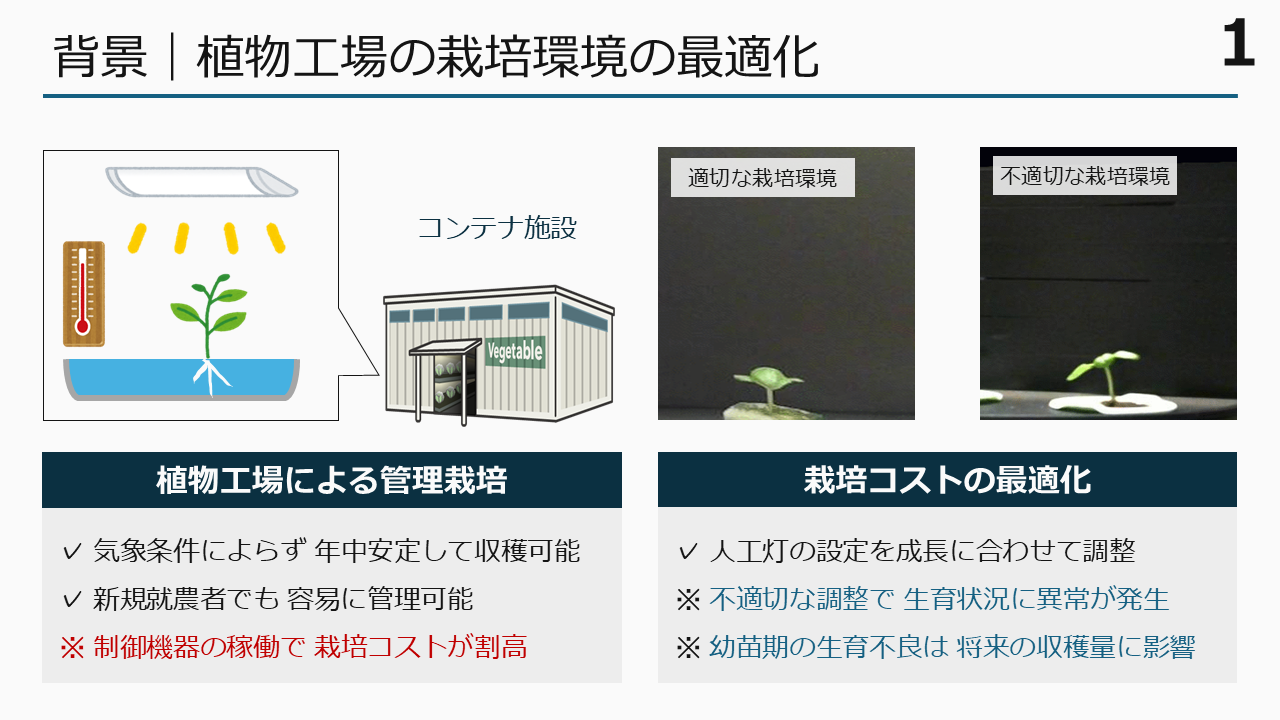 背景｜植物工場の栽培環境の最適化
1
コンテナ施設
Vegetable
適切な栽培環境
不適切な栽培環境
植物工場による管理栽培
✓ 気象条件によらず 年中安定して収穫可能
✓ 新規就農者でも 容易に管理可能
※ 制御機器の稼働で 栽培コストが割高
栽培コストの最適化
✓ 人工灯の設定を成長に合わせて調整
※ 不適切な調整で 生育状況に異常が発生
※ 幼苗期の生育不良は 将来の収穫量に影響